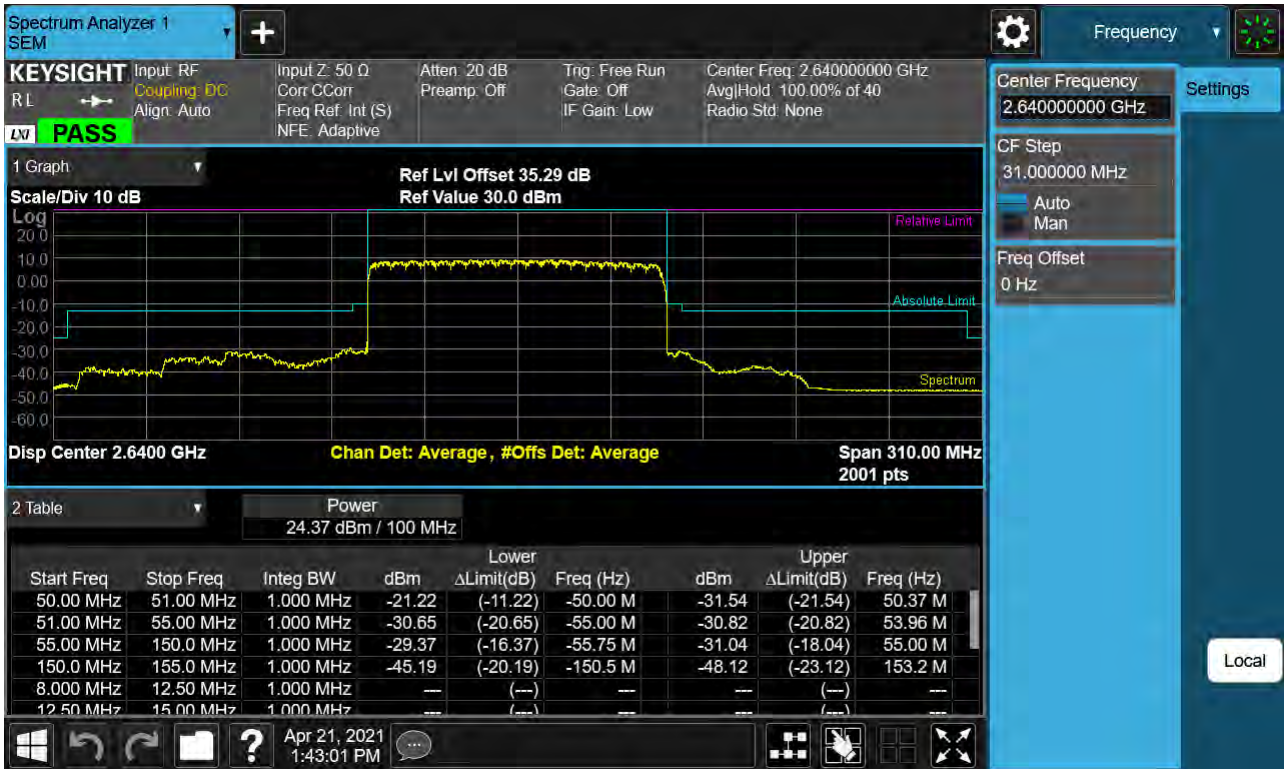 Spectrum Analyzer 1
SEM
Frequency
KEYSIGHT
R L
LXI
PASS
Input: RF
Coupling: DC
Align: Auto
Input Z: 50 Ω
Corr CCorr
Freq Ref: Int (S)
NFE: Adaptive
Atten: 20 dB
Preamp: Off
Trig: Free Run
Gate: Off
IF Gain: Low
Center Freq: 2.640000000 GHz
Avg|Hold: 100.00% of 40
Radio Std: None
Center Frequency
2.640000000 GHz
Settings
CF Step
31.000000 MHz
Auto
Man
Freq Offset
0 Hz
Local
1 Graph
Scale/Div 10 dB
Ref Lvl Offset 35.29 dB
Ref Value 30.0 dBm
Log
20.0
10.0
0.00
-10.0
-20.0
-30.0
-40.0
-50.0
-60.0
Relative Limit
Absolute Limit
Spectrum
Disp Center 2.6400 GHz
Chan Det: Average, #Offs Det: Average
Span 310.00 MHz
2001 pts
2 Table
Power
24.37 dBm / 100 MHz
Lower Upper
Start Freq Stop Freq Integ BW dBm ΔLimit(dB) Freq (Hz) dBm ΔLimit(dB) Freq (Hz)
50.00 MHz 51.00 MHz 1.000 MHz -21.22 (-11.22) -50.00 M -31.54 (-21.54) 50.37 M
51.00 MHz 55.00 MHz 1.000 MHz -30.65 (-20.65) -55.00 M -30.82 (-20.82) 53.96 M
55.00 MHz 150.0 MHz 1.000 MHz -29.37 (-16.37) -55.75 M -31.04 (-18.04) 55.00 M
150.0 MHz 155.0 MHz 1.000 MHz -45.19 (-20.19) -150.5 M -48.12 (-23.12) 153.2 M
8.000 MHz 12.50 MHz 1.000 MHz --- (---) --- --- (---) ---
12.50 MHz 15.00 MHz 1.000 MHz --- (---) --- --- (---) ---
Apr 21, 2021
1:43:01 PM